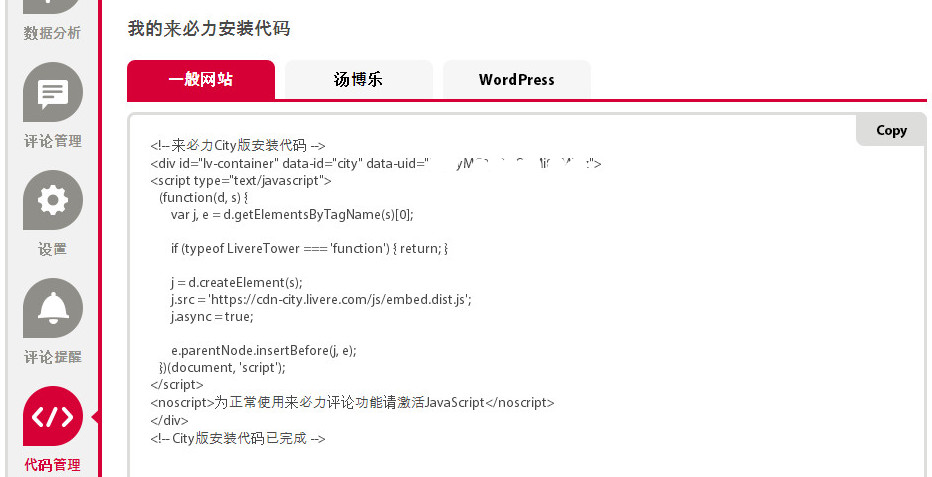 数据分析
评论管理
设置
评论提醒
代码管理
我的来必力安装代码
一般网站
汤博乐
WordPress
Copy
<!-- 来必力City版安装代码 -->
<div id="lv-container" data-id="city" data-uid="
<script type="text/javascript">
(function(d, s) {
var j, e = d.getElementsByTagName(s)[0];
if (typeof LivereTower === 'function') { return; }
j = d.createElement(s);
j.src = 'https://cdn-city.livere.com/js/embed.dist.js';
j.async = true;
e.parentNode.insertBefore(j, e);
})(document, 'script');
</script>
<noscript>为正常使用来必力评论功能请激活JavaScript</noscript>
</div>
<!-- City版安装代码已完成 -->